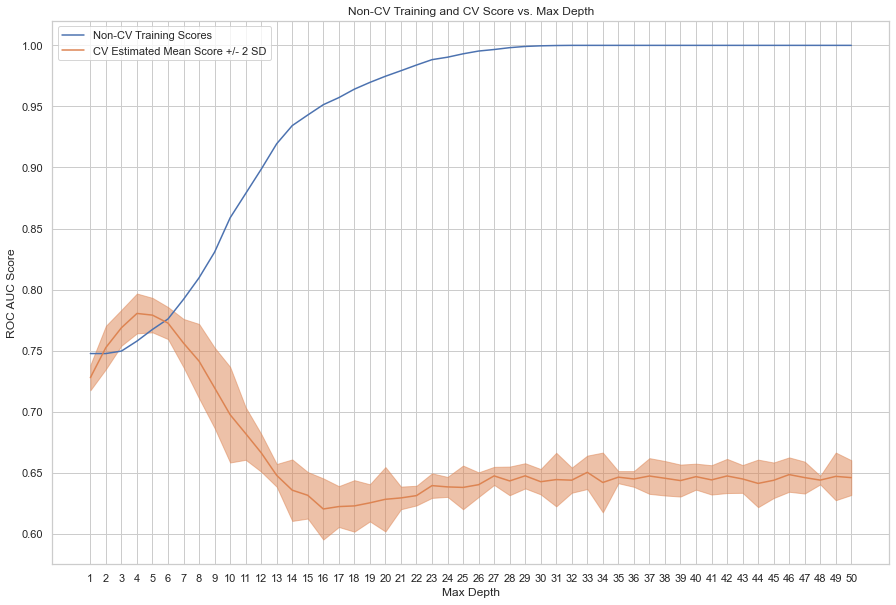 Non-CV Training and CV Score vs. Max Depth
Non-CV Training Scores
CV Estimated Mean Score +/- 2 SD
1.00
0.95
0.90
0.85
0.80
0.75
0.70
0.65
0.60
ROC AUC Score
1 2 3 4 5 6 7 8 9 10 11 12 13 14 15 16 17 18 19 20 21 22 23 24 25 26 27 28 29 30 31 32 33 34 35 36 37 38 39 40 41 42 43 44 45 46 47 48 49 50
Max Depth